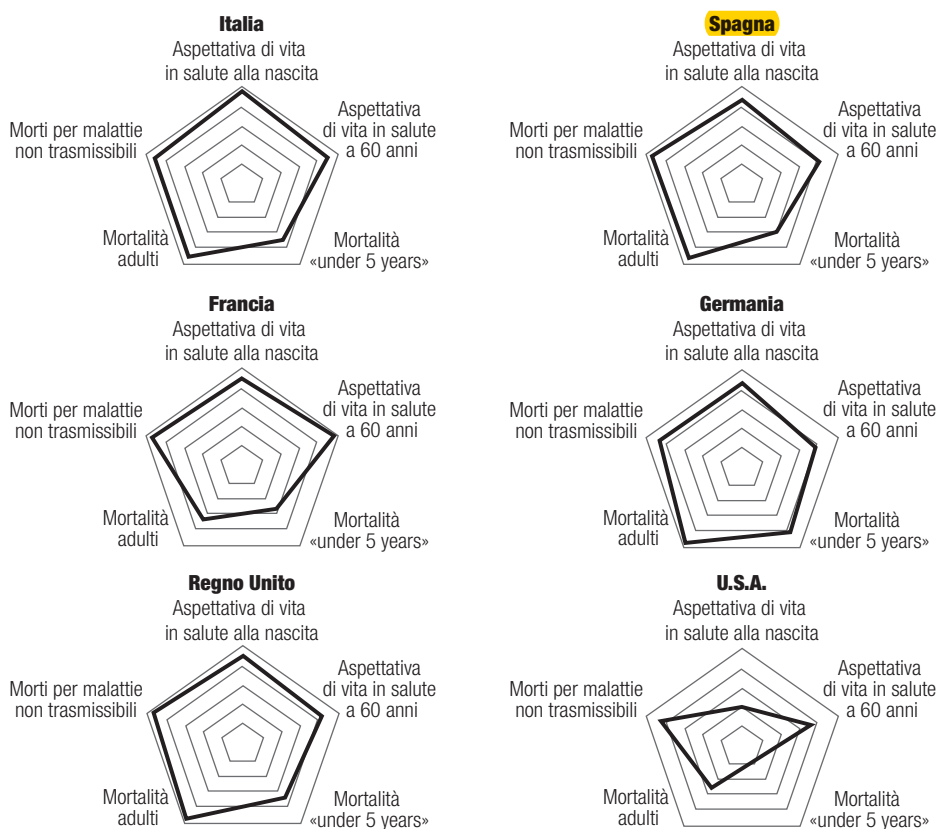 Italia
Aspettativa di vita
in salute alla nascita
Aspettativa
di vita in salute
a 60 anni
Morti per malattie
non trasmissibili
Mortalità
adulti
Mortalità
«under 5 years»
Spagna
Aspettativa di vita
in salute alla nascita
Aspettativa
di vita in salute
a 60 anni
Morti per malattie
non trasmissibili
Mortalità
adulti
Mortalità
«under 5 years»
Francia
Aspettativa di vita
in salute alla nascita
Aspettativa
di vita in salute
a 60 anni
Morti per malattie
non trasmissibili
Mortalità
adulti
Mortalità
«under 5 years»
Germania
Aspettativa di vita
in salute alla nascita
Aspettativa
di vita in salute
a 60 anni
Morti per malattie
non trasmissibili
Mortalità
adulti
Mortalità
«under 5 years»
Regno Unito
Aspettativa di vita
in salute alla nascita
Aspettativa
di vita in salute
a 60 anni
Morti per malattie
non trasmissibili
Mortalità
adulti
Mortalità
«under 5 years»
U.S.A.
Aspettativa di vita
in salute alla nascita
Aspettativa
di vita in salute
a 60 anni
Morti per malattie
non trasmissibili
Mortalità
adulti
Mortalità
«under 5 years»